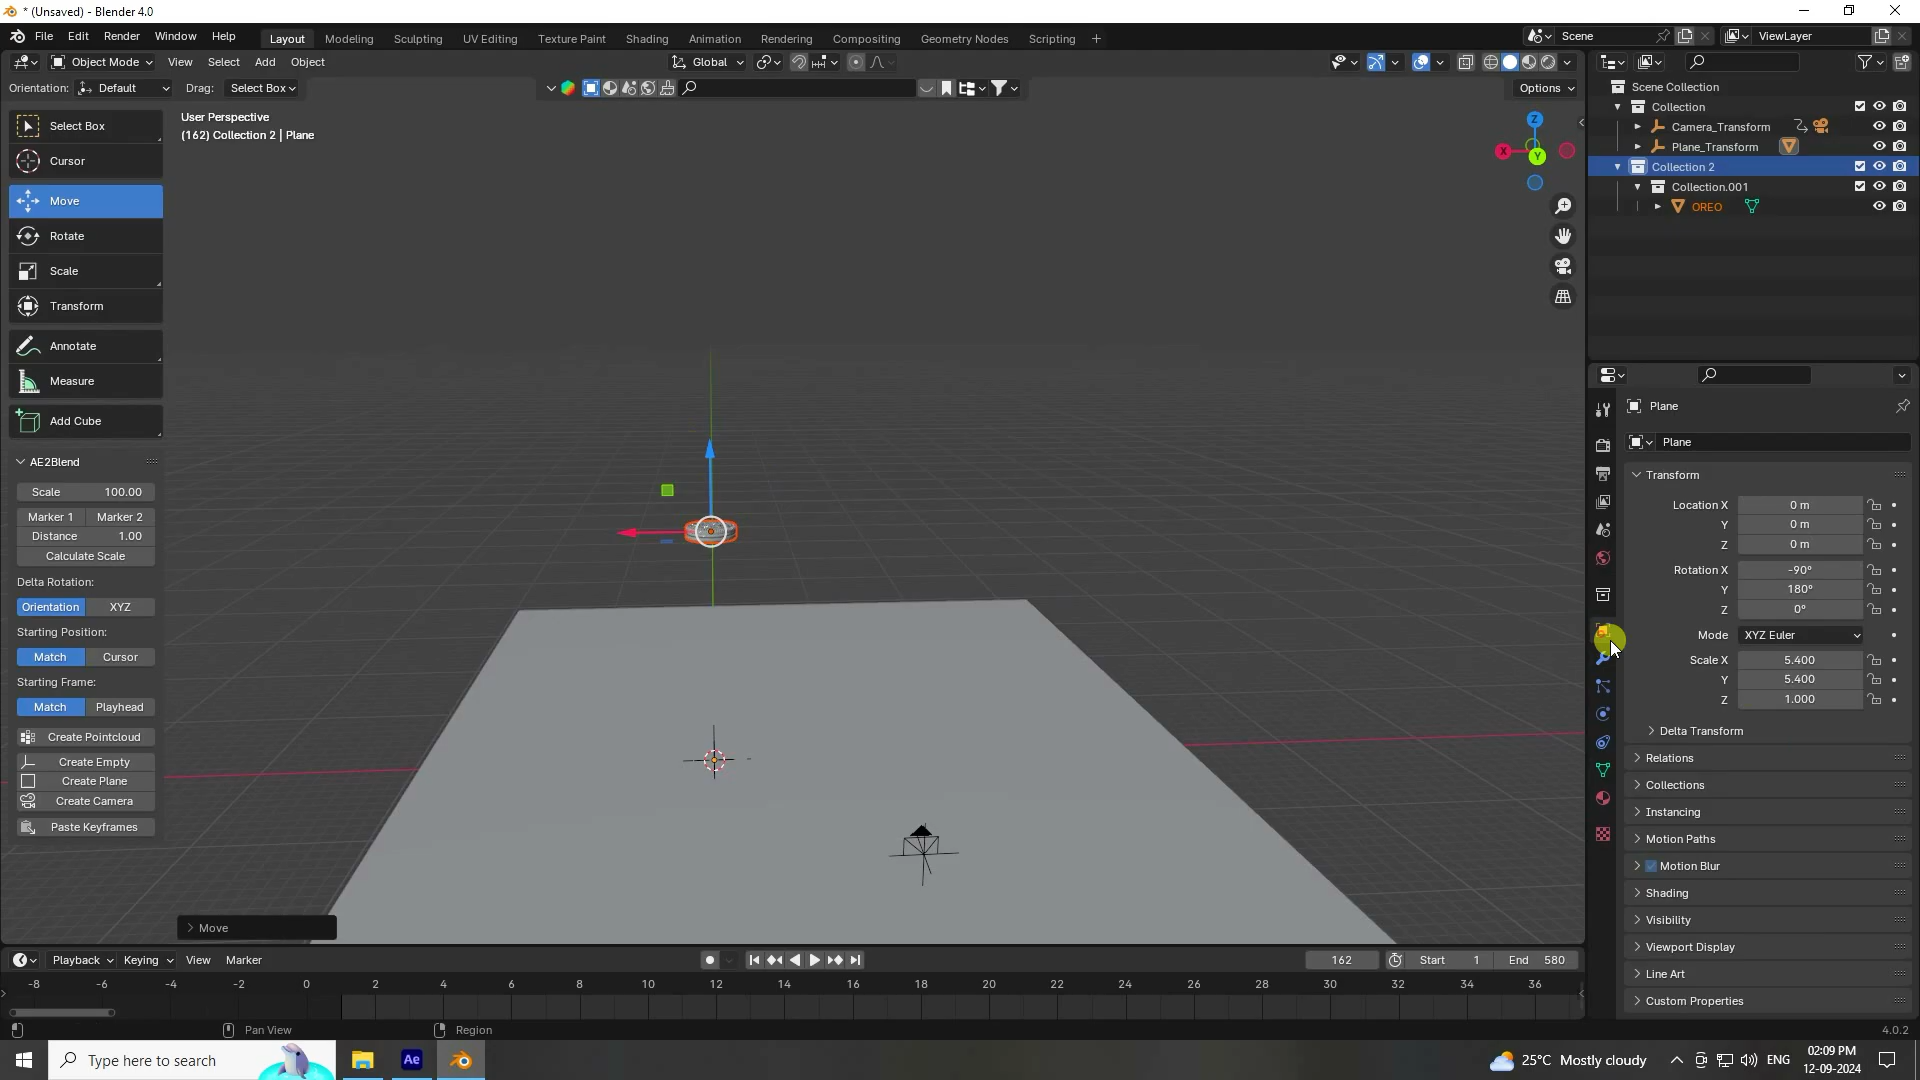 * (Unsaved) - Blender 4.0
File Edit Render Window Help
Layout Modeling Sculpting UV Editing Texture Paint Shading Animation Rendering Compositing Geometry Nodes Scripting +
Scene
ViewLayer
Object Mode View Select Add Object
Global
Orientation: Default Drag: Select Box
Options
Select Box
Cursor
Move
Rotate
Scale
Transform
Annotate
Measure
Add Cube
AE2Blend
Scale 100.00
Marker 1 Marker 2
Distance 1.00
Calculate Scale
Delta Rotation:
Orientation XYZ
Starting Position:
Match Cursor
Starting Frame:
Match Playhead
Create Pointcloud
Create Empty
Create Plane
Create Camera
Paste Keyframes
User Perspective
(162) Collection 2 | Plane
Z
X
Y
Move
Scene Collection
Collection
Camera_Transform
Plane_Transform
Collection 2
Collection.001
OREO
Plane
Plane
Transform
Location X 0 m
Y 0 m
Z 0 m
Rotation X -90°
Y 180°
Z 0°
Mode XYZ Euler
Scale X 5.400
Y 5.400
Z 1.000
Delta Transform
Relations
Collections
Instancing
Motion Paths
Motion Blur
Shading
Visibility
Viewport Display
Line Art
Custom Properties
Playback Keying View Marker
162 Start 1 End 580
-8 -6 -4 -2 0 2 4 6 8 10 12 14 16 18 20 22 24 26 28 30 32 34 36
Pan View Region
4.0.2
Type here to search
Ae
25°C Mostly cloudy
ENG
02:09 PM
12-09-2024